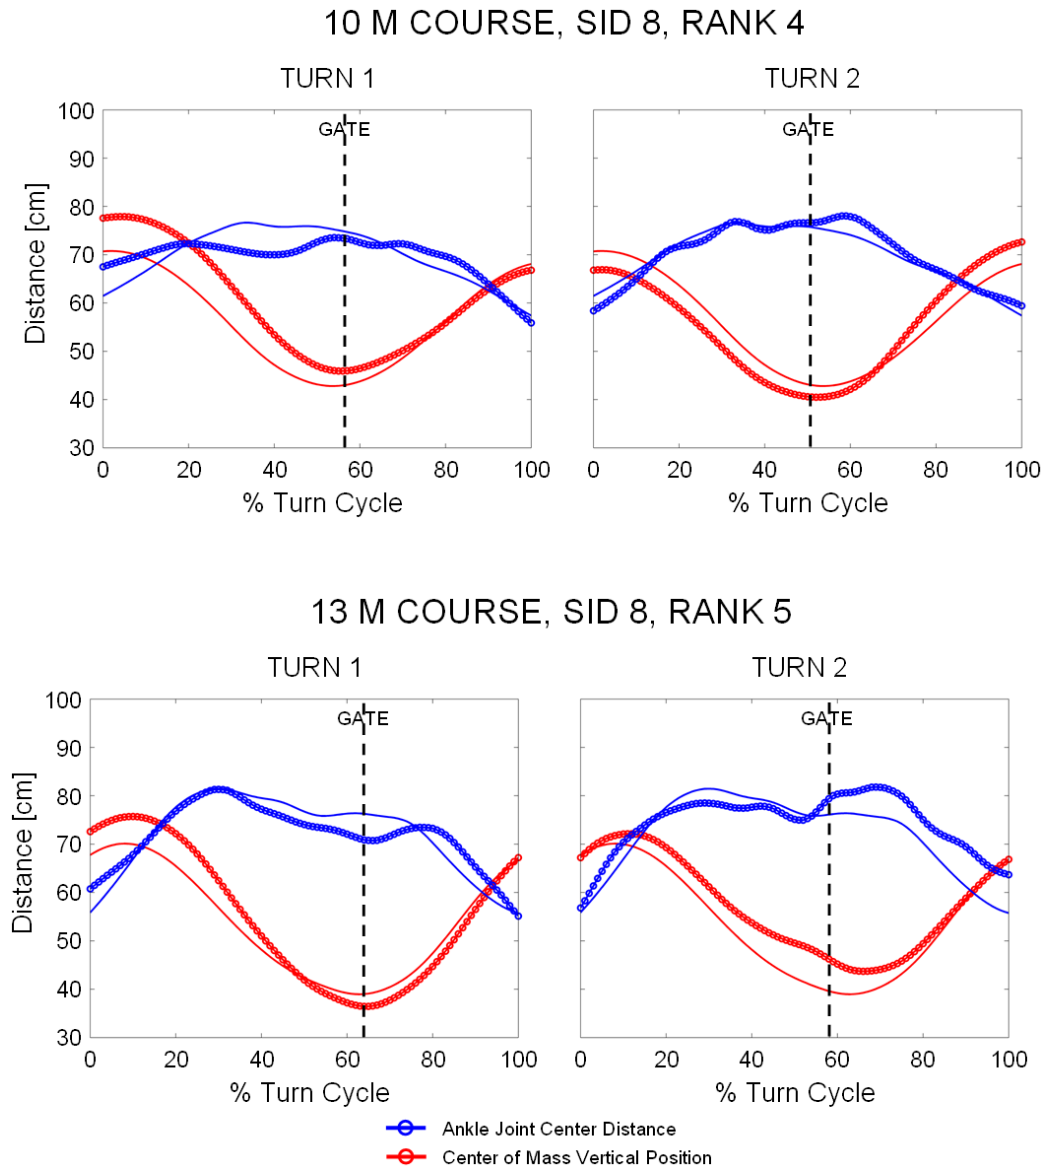 10 M COURSE, SID 8, RANK 4
TURN 1
TURN 2
100
90
80
70
60
50
40
30
Distance [cm]
GATE
GATE
0 20 40 60 80 100
0 20 40 60 80 100
% Turn Cycle
% Turn Cycle
13 M COURSE, SID 8, RANK 5
TURN 1
TURN 2
100
90
80
70
60
50
40
30
Distance [cm]
GATE
GATE
0 20 40 60 80 100
0 20 40 60 80 100
% Turn Cycle
% Turn Cycle
Ankle Joint Center Distance
Center of Mass Vertical Position